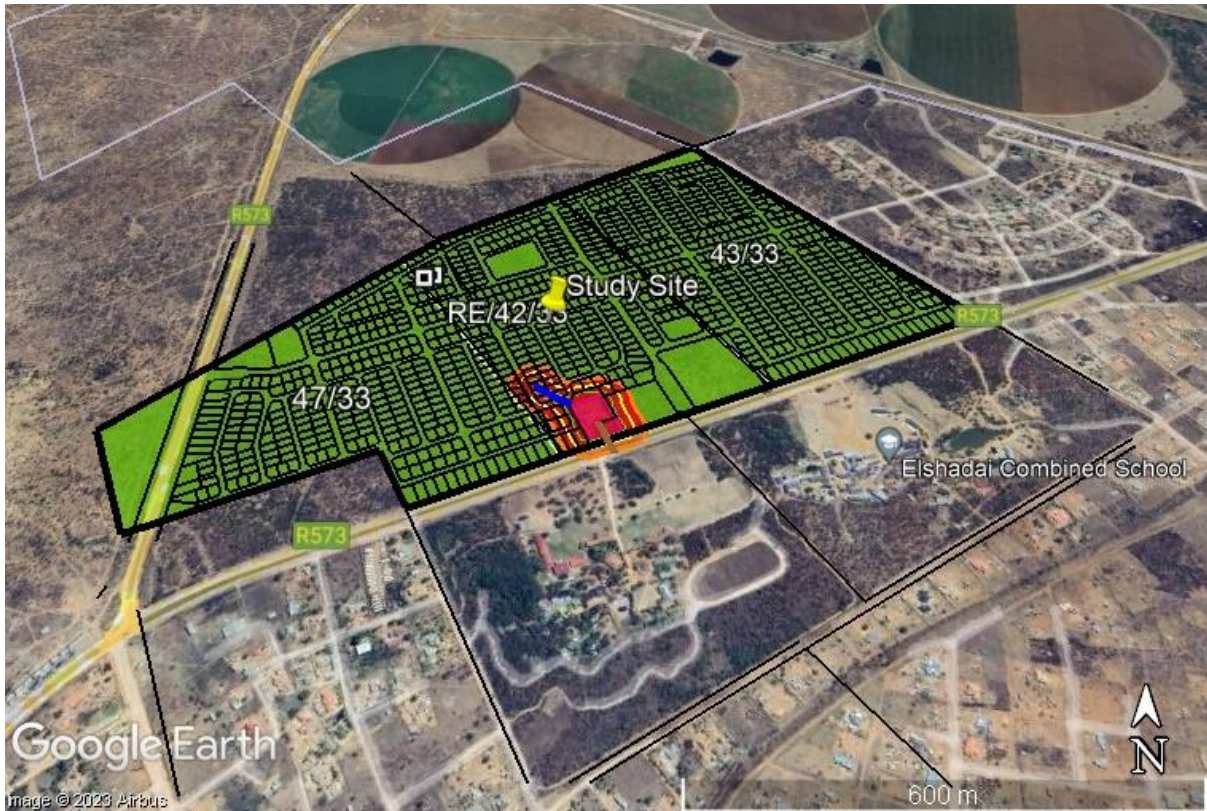 R573
43/33
Study Site
RE/42/33
R573
47/33
Elshadai Combined School
R573
Google Earth
N
600 m
Image © 2023 Airbus